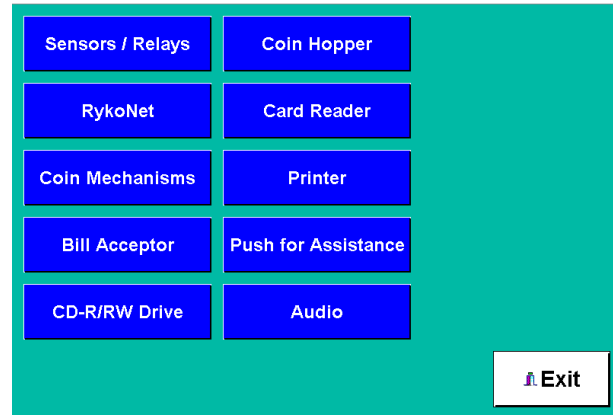 Sensors / Relays
Coin Hopper
RykoNet
Card Reader
Coin Mechanisms
Printer
Bill Acceptor
Push for Assistance
CD-R/RW Drive
Audio
Exit